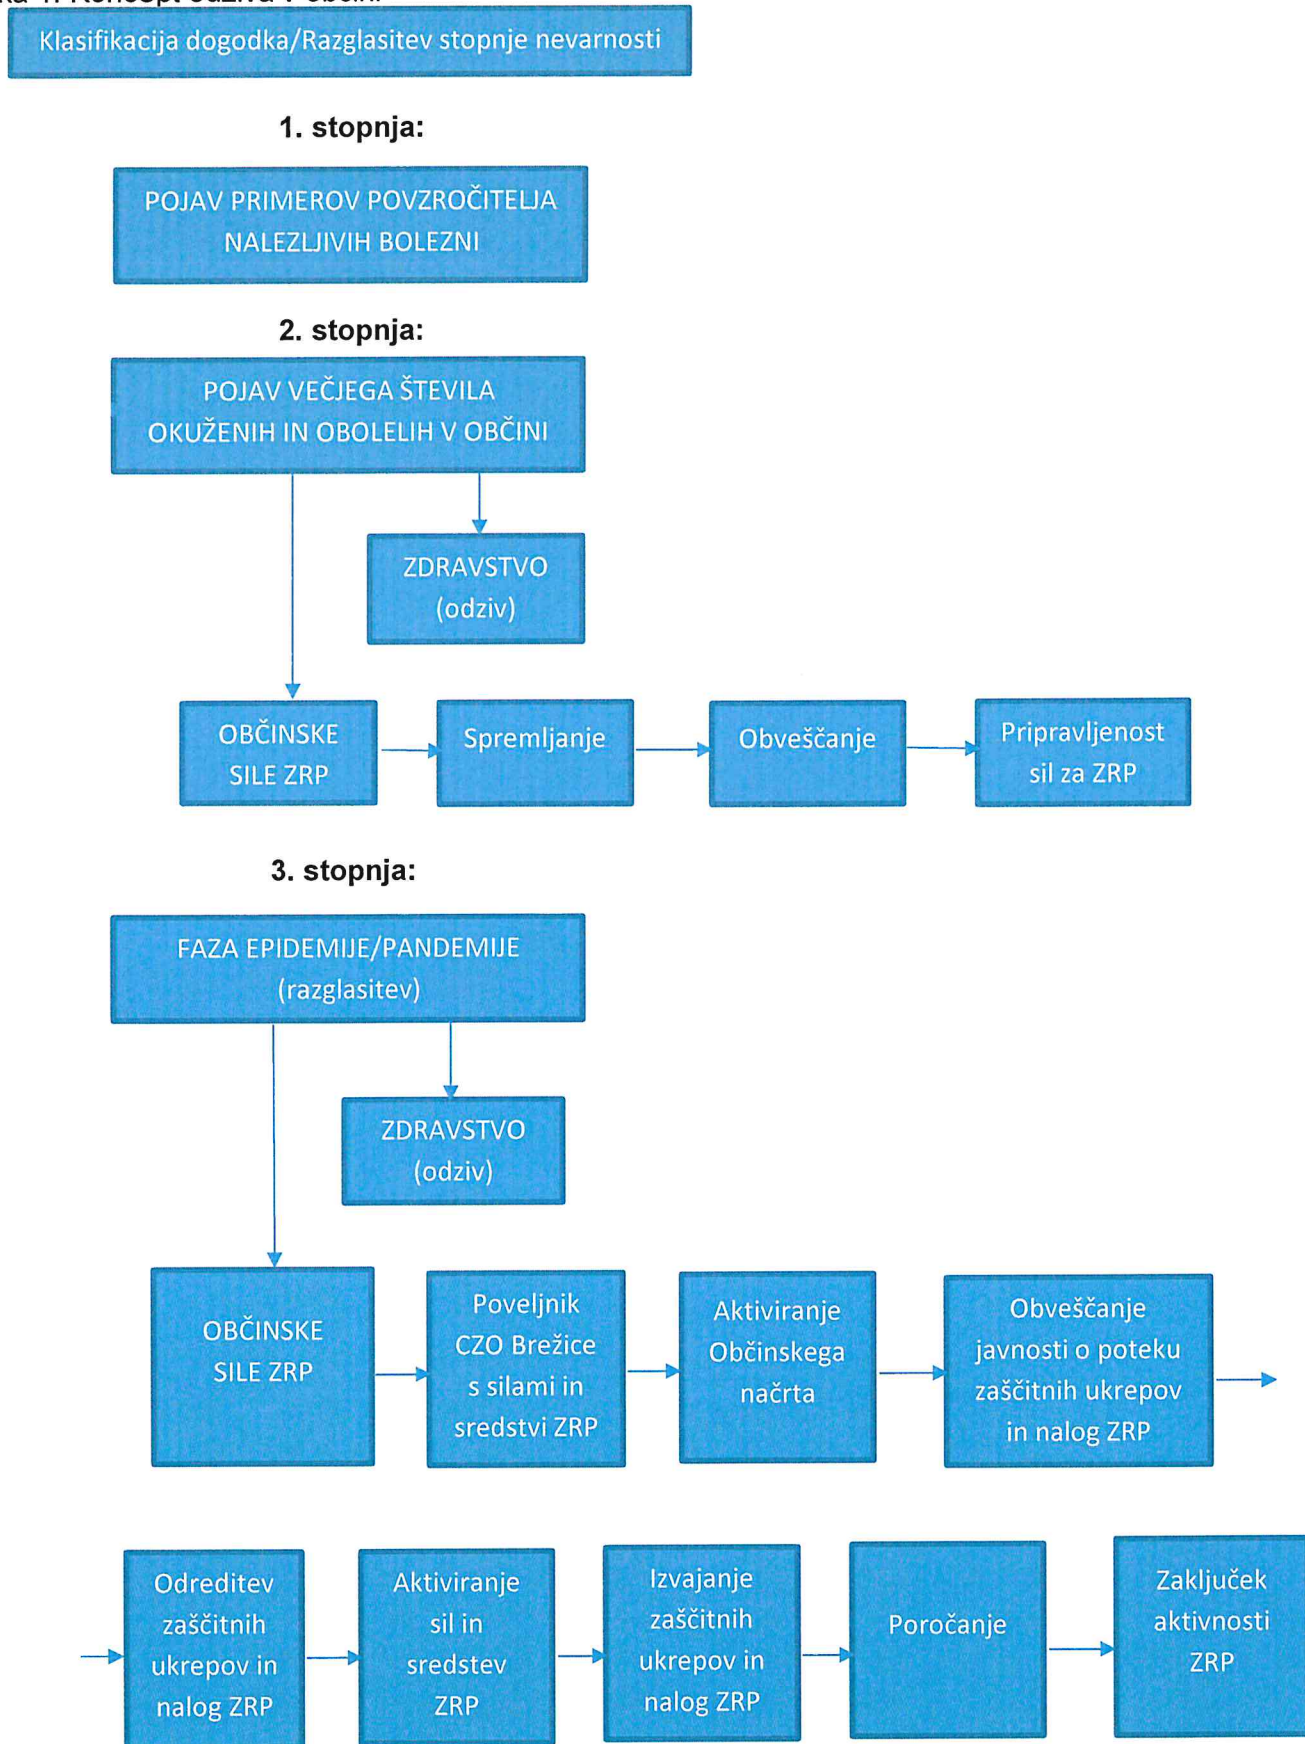 Klasifikacija dogodka/Razglasitev stopnje nevarnosti
1. stopnja:
POJAV PRIMEROV POVZROČITELJA
NALEZLJIVIH BOLEZNI
2. stopnja:
POJAV VEČJEGA ŠTEVILA
OKUŽENIH IN OBOLELIH V OBČINI
ZDRAVSTVO
(odziv)
OBČINSKE
SILE ZRP
Spremljanje
Obveščanje
Pripravljenost
sil za ZRP
3. stopnja:
FAZA EPIDEMIJE/PANDEMIJE
(razglasitev)
ZDRAVSTVO
(odziv)
OBČINSKE
SILE ZRP
Poveljnik
CZO Brežice
s silami in
sredstvi ZRP
Aktiviranje
Občinskega
načrta
Obveščanje
javnosti o poteku
zaščitnih ukrepov
in nalog ZRP
Odreditev
zaščitnih
ukrepov in
nalog ZRP
Aktiviranje
sil in
sredstev
ZRP
Izvajanje
zaščitnih
ukrepov in
nalog ZRP
Poročanje
Zaključek
aktivnosti
ZRP